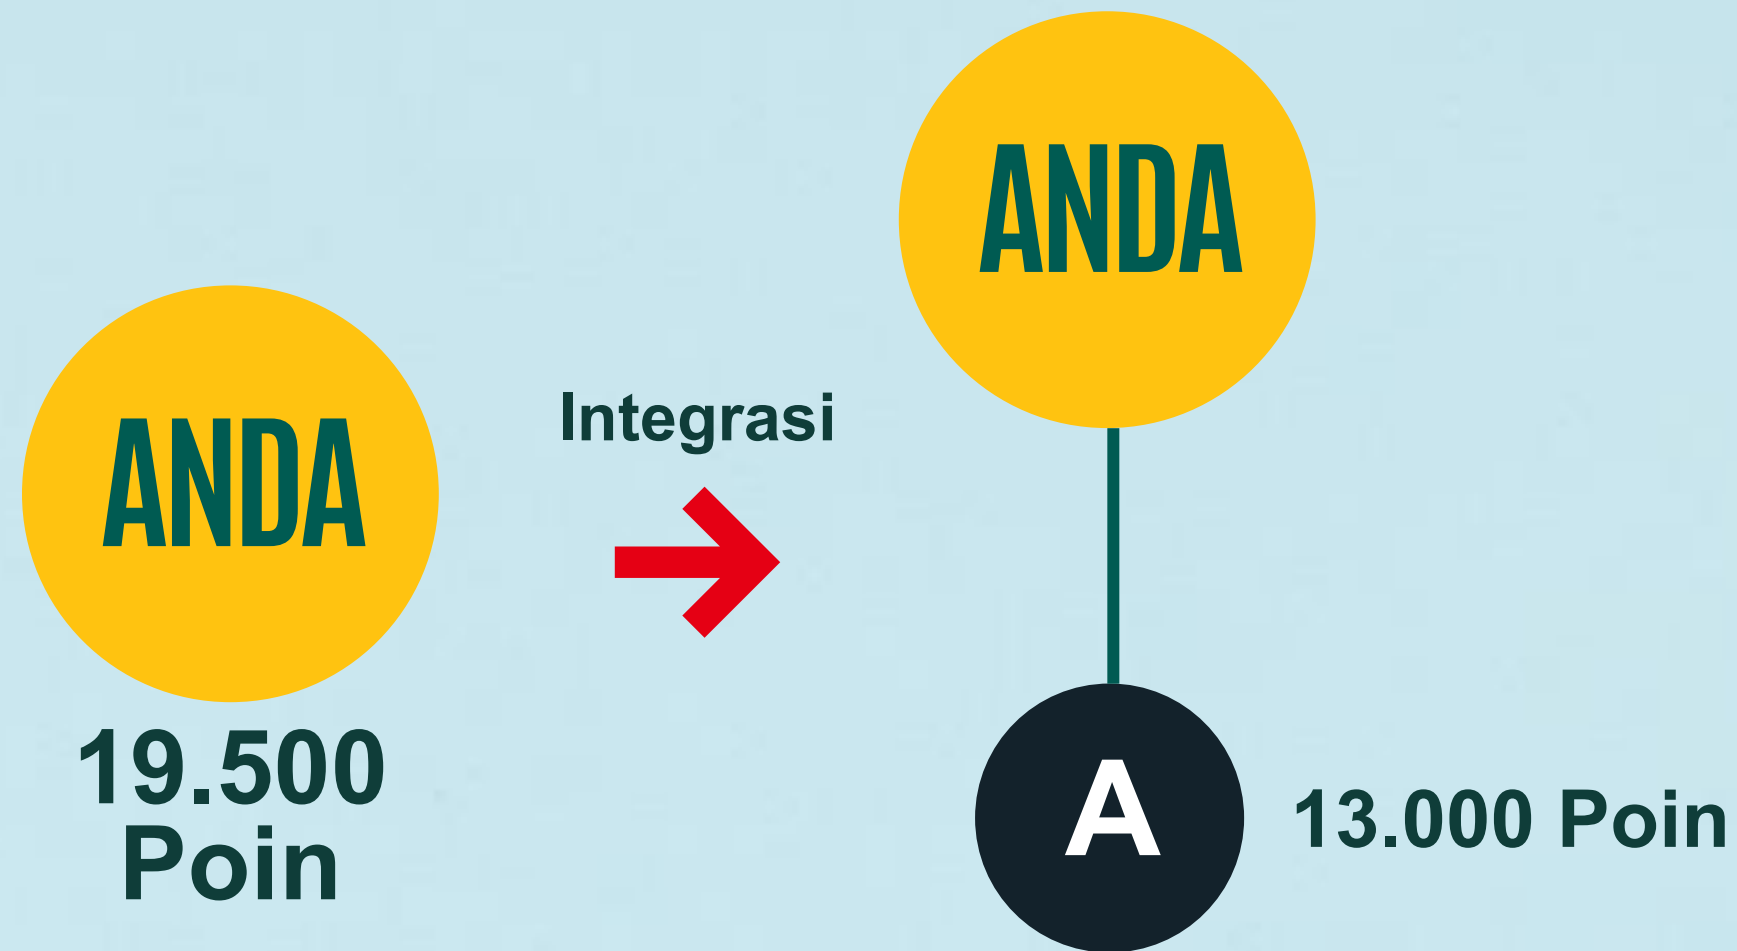 ANDA
19.500
Poin
Integrasi
ANDA
A
13.000 Poin